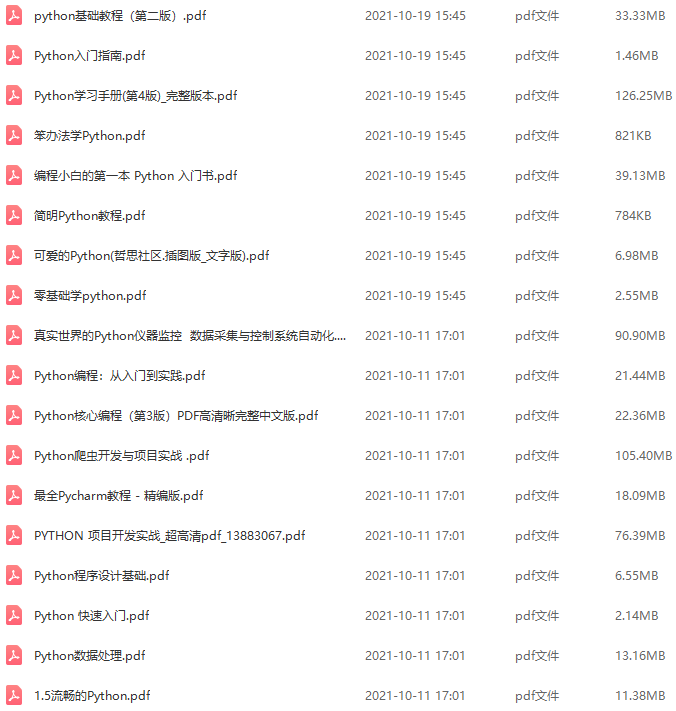 python基础教程（第二版）.pdf 2021-10-19 15:45 pdf文件 33.33MB
Python入门指南.pdf 2021-10-19 15:45 pdf文件 1.46MB
Python学习手册(第4版)_完整版本.pdf 2021-10-19 15:45 pdf文件 126.25MB
笨办法学Python.pdf 2021-10-19 15:45 pdf文件 821KB
编程小白的第一本 Python 入门书.pdf 2021-10-19 15:45 pdf文件 39.13MB
简明Python教程.pdf 2021-10-19 15:45 pdf文件 784KB
可爱的Python(哲思社区.插图版_文字版).pdf 2021-10-19 15:45 pdf文件 6.98MB
零基础学python.pdf 2021-10-19 15:45 pdf文件 2.55MB
真实世界的Python仪器监控 数据采集与控制系统自动化.... 2021-10-11 17:01 pdf文件 90.90MB
Python编程：从入门到实践.pdf 2021-10-11 17:01 pdf文件 21.44MB
Python核心编程（第3版）PDF高清晰完整中文版.pdf 2021-10-11 17:01 pdf文件 22.36MB
Python爬虫开发与项目实战 .pdf 2021-10-11 17:01 pdf文件 105.40MB
最全Pycharm教程 - 精编版.pdf 2021-10-11 17:01 pdf文件 18.09MB
PYTHON 项目开发实战_超高清pdf_13883067.pdf 2021-10-11 17:01 pdf文件 76.39MB
Python程序设计基础.pdf 2021-10-11 17:01 pdf文件 6.55MB
Python 快速入门.pdf 2021-10-11 17:01 pdf文件 2.14MB
Python数据处理.pdf 2021-10-11 17:01 pdf文件 13.16MB
1.5流畅的Python.pdf 2021-10-11 17:01 pdf文件 11.38MB